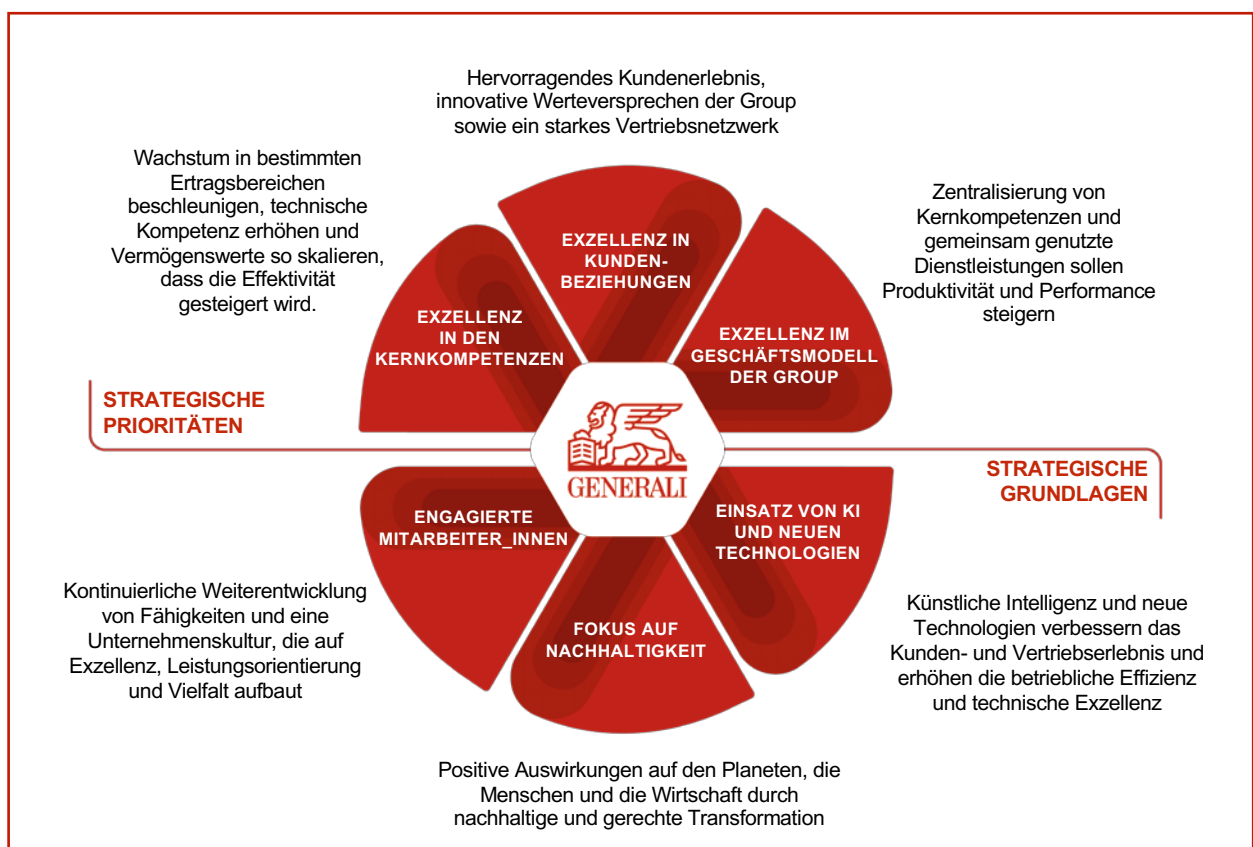 Hervorragendes Kundenerlebnis,
innovative Werteversprechen der Group
sowie ein starkes Vertriebsnetzwerk
Wachstum in bestimmten
Ertragsbereichen
beschleunigen, technische
Kompetenz erhöhen und
Vermögenswerte so skalieren,
dass die Effektivität
gesteigert wird.
Zentralisierung von
Kernkompetenzen und
gemeinsam genutzte
Dienstleistungen sollen
Produktivität und Performance
steigern
EXZELLENZ IN
KUNDEN-
BEZIEHUNGEN
EXZELLENZ
IN DEN
KERNKOMPETENZEN
EXZELLENZ IM
GESCHÄFTSMODELL
DER GROUP
STRATEGISCHE
PRIORITÄTEN
GENERALI
STRATEGISCHE
GRUNDLAGEN
ENGAGIERTE
MITARBEITER_INNEN
EINSATZ VON KI
UND NEUEN
TECHNOLOGIEN
FOKUS AUF
NACHHALTIGKEIT
Kontinuierliche Weiterentwicklung
von Fähigkeiten und eine
Unternehmenskultur, die auf
Exzellenz, Leistungsorientierung
und Vielfalt aufbaut
Künstliche Intelligenz und neue
Technologien verbessern das
Kunden- und Vertriebserlebnis und
erhöhen die betriebliche Effizienz
und technische Exzellenz
Positive Auswirkungen auf den Planeten, die
Menschen und die Wirtschaft durch
nachhaltige und gerechte Transformation